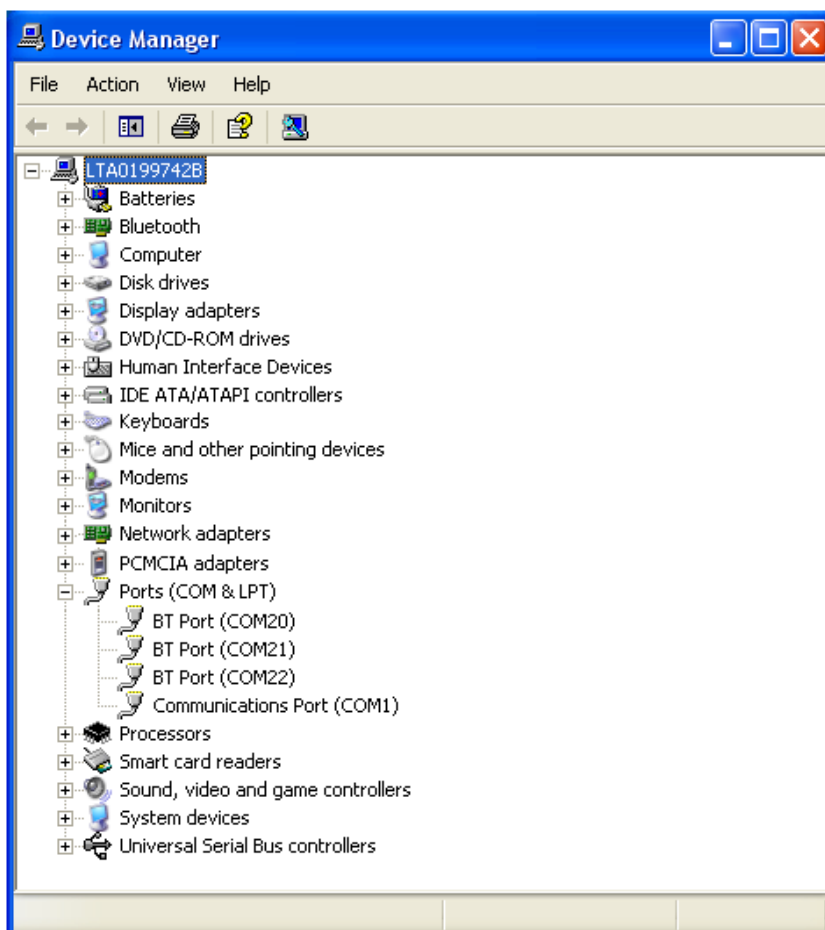 Device Manager
File Action View Help
LTA0199742B
Batteries
Bluetooth
Computer
Disk drives
Display adapters
DVD/CD-ROM drives
Human Interface Devices
IDE ATA/ATAPI controllers
Keyboards
Mice and other pointing devices
Modems
Monitors
Network adapters
PCMCIA adapters
Ports (COM & LPT)
BT Port (COM20)
BT Port (COM21)
BT Port (COM22)
Communications Port (COM1)
Processors
Smart card readers
Sound, video and game controllers
System devices
Universal Serial Bus controllers